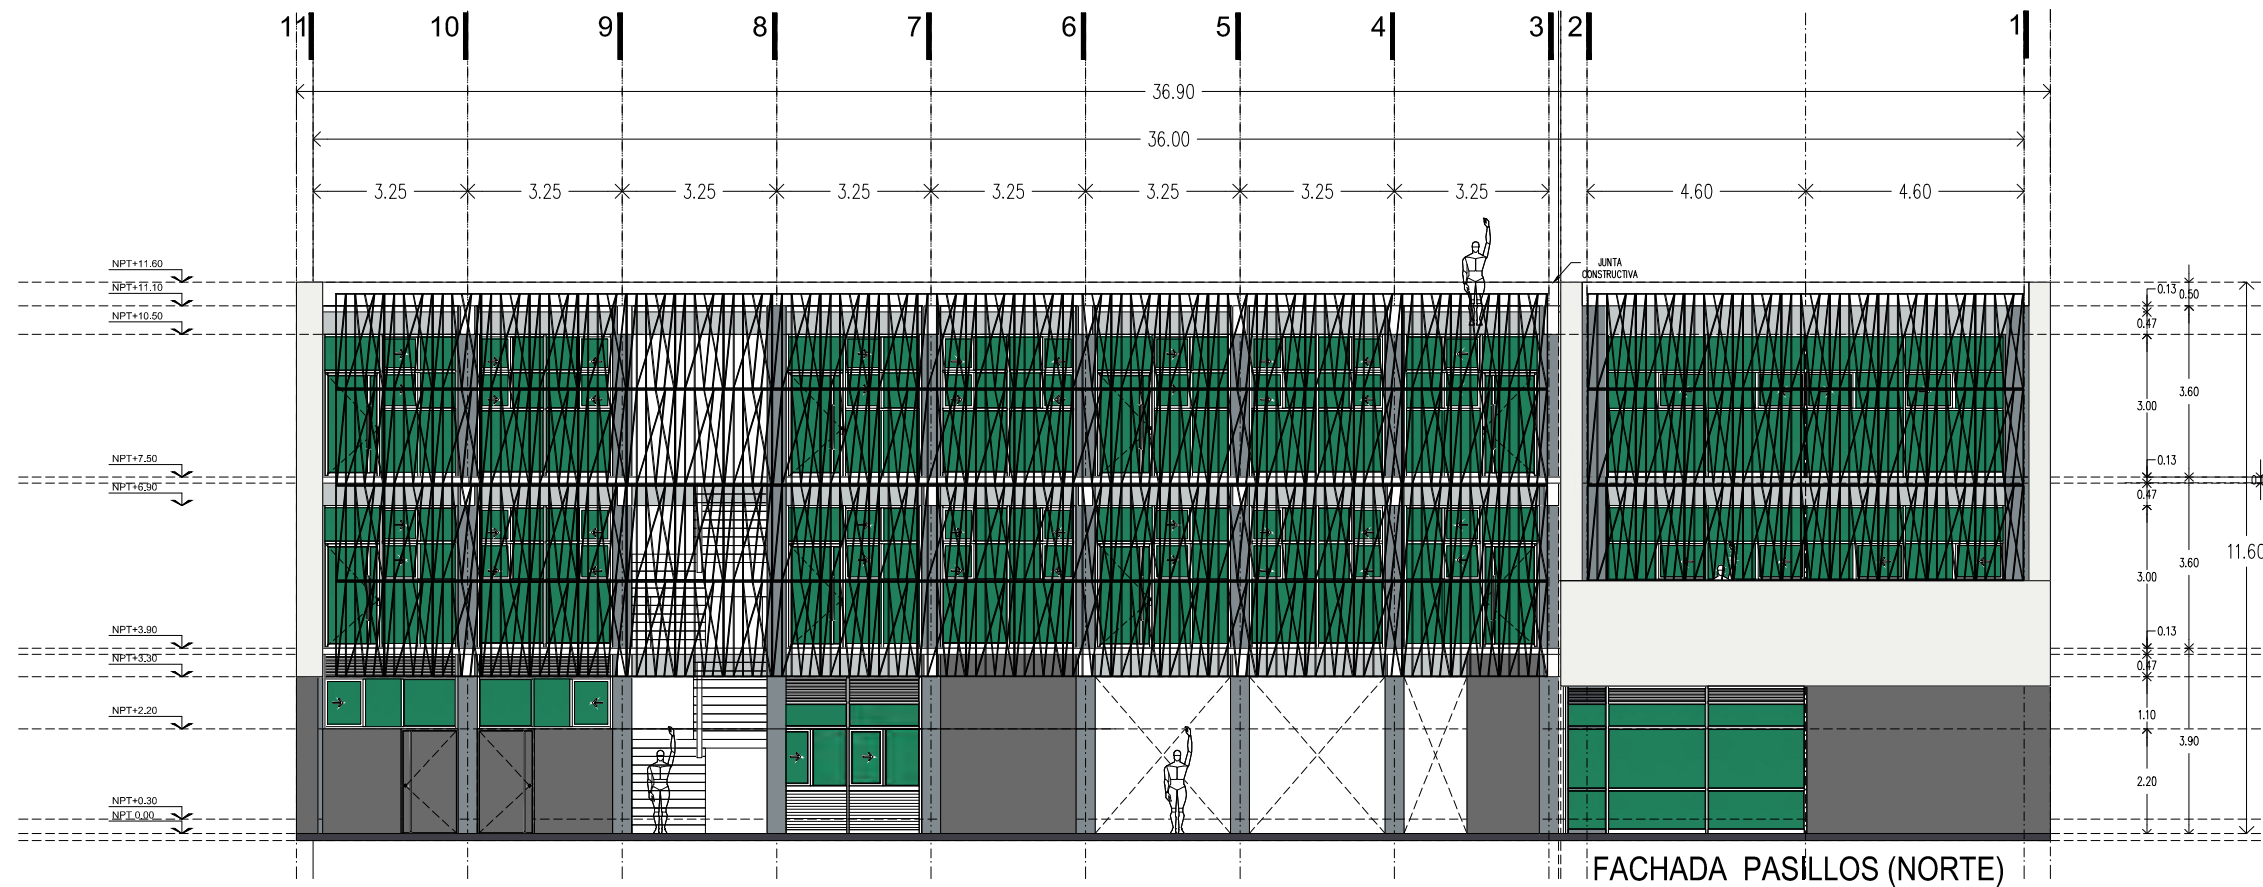 11 10 9 8 7 6 5 4 3 2 1
36.90
36.00
3.25 3.25 3.25 3.25 3.25 3.25 3.25 3.25 4.60 4.60
JUNTA
CONSTRUCTIVA
NPT+11.60
NPT+11.10
NPT+10.50
NPT+7.50
NPT+6.90
NPT+3.90
NPT+3.30
NPT+2.20
NPT+0.30
NPT 0.00
0.13 0.50
0.47
3.60
3.00
0.13
0.47
11.60
3.60
3.00
0.13
0.47
1.10
3.90
2.20
FACHADA PASILLOS (NORTE)